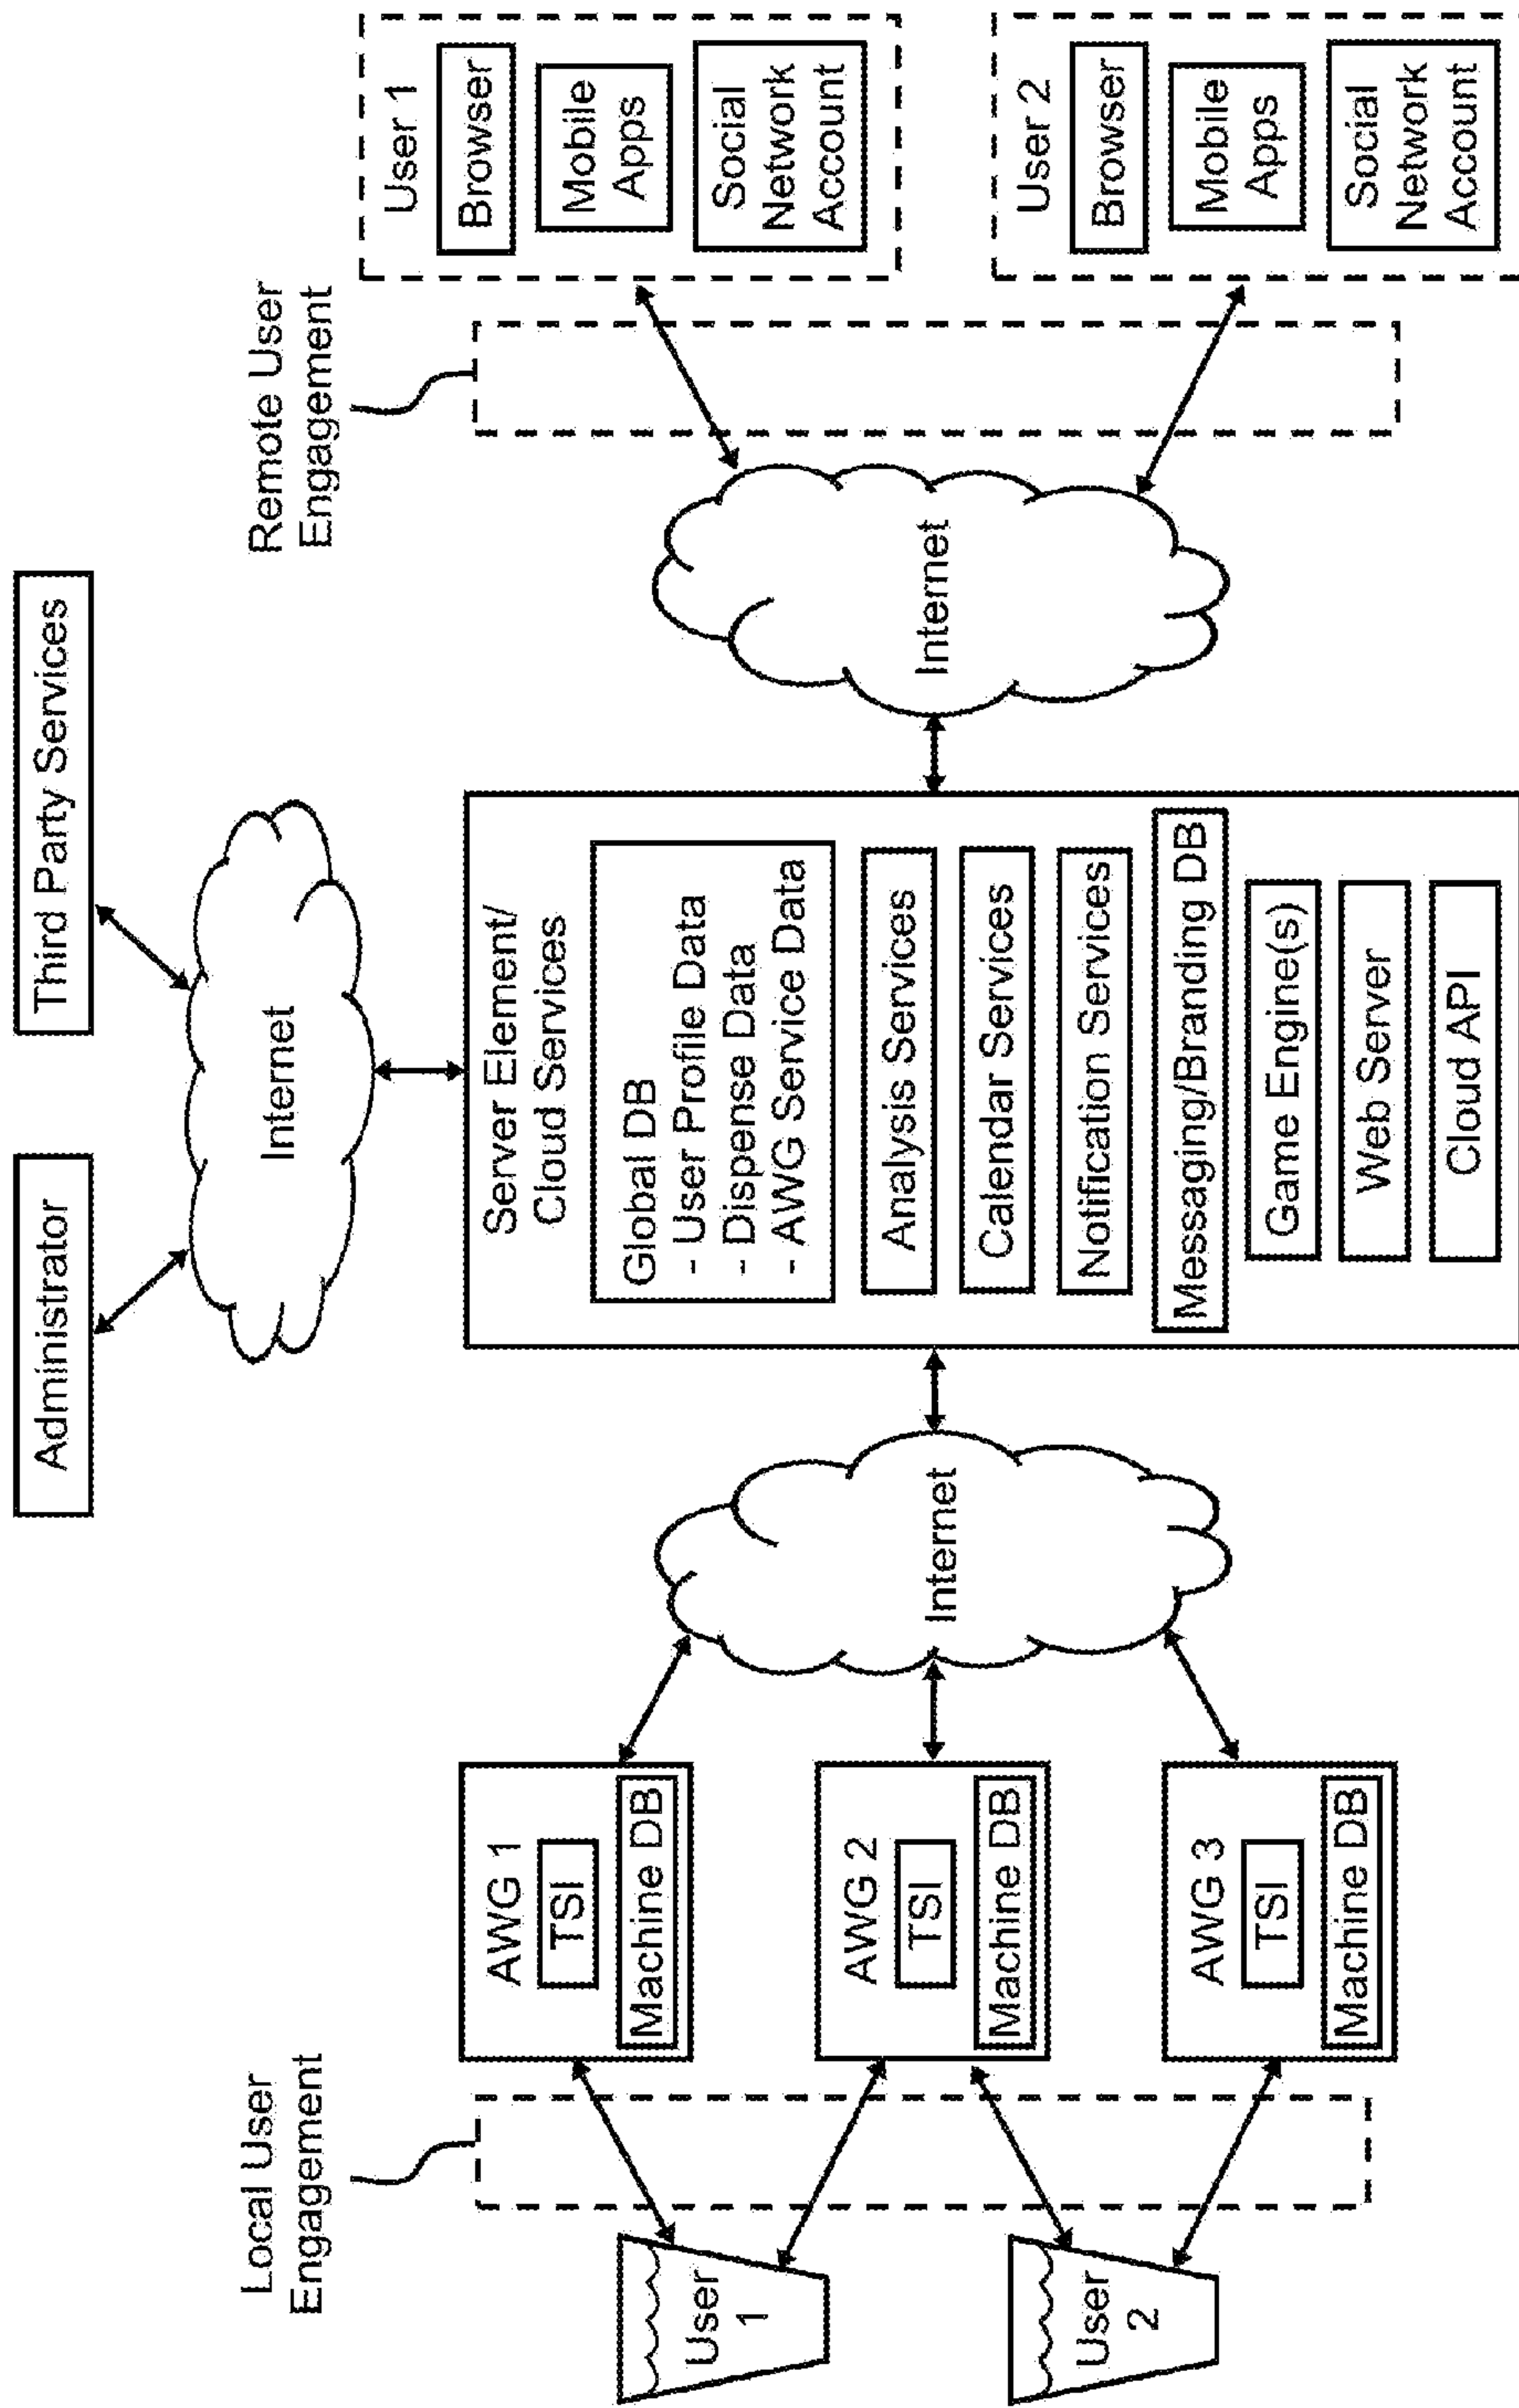 Administrator
Third Party Services
Internet
Local User
Engagement
Remote User
Engagement
User
1
User
2
AWG 1
TSI
Machine DB
AWG 2
TSI
Machine DB
AWG 3
TSI
Machine DB
Internet
Server Element/
Cloud Services
Global DB
- User Profile Data
- Dispense Data
- AWG Service Data
Analysis Services
Calendar Services
Notification Services
Messaging/Branding DB
Game Engine(s)
Web Server
Cloud API
Internet
User 1
Browser
Mobile
Apps
Social
Network
Account
User 2
Browser
Mobile
Apps
Social
Network
Account